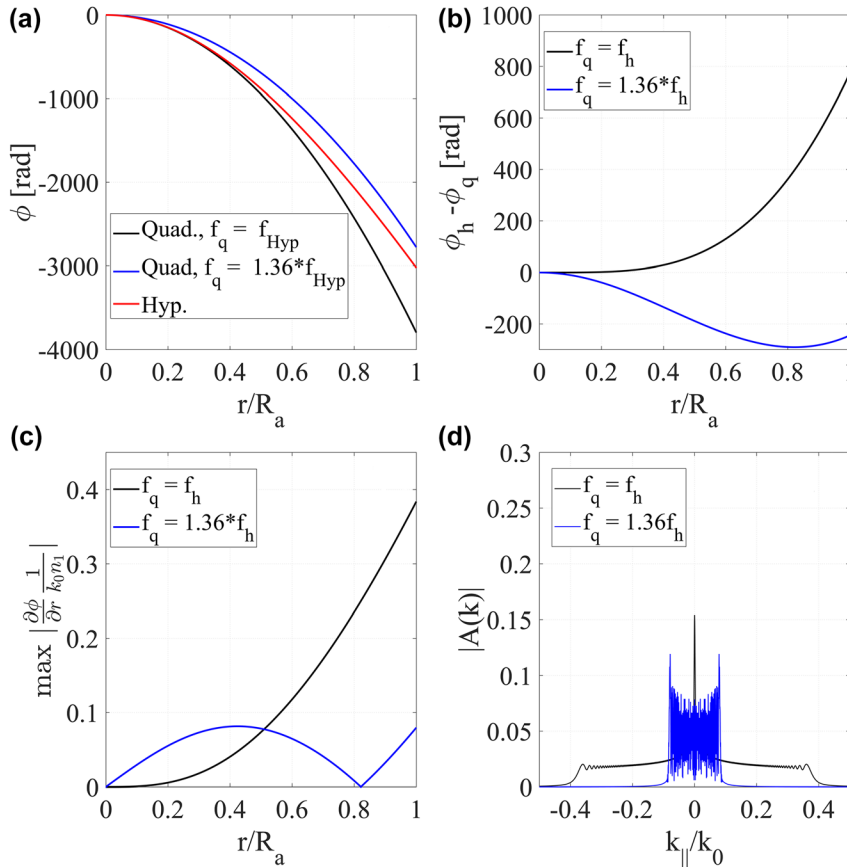 (a)
0
-1000
-2000
-3000
-4000
ϕ [rad]
Quad., f_q = f_Hyp
Quad, f_q = 1.36*f_Hyp
Hyp.
0 0.2 0.4 0.6 0.8 1
r/R_a
(b)
1000
800
600
400
200
0
-200
ϕ_h -ϕ_q [rad]
f_q = f_h
f_q = 1.36*f_h
0 0.2 0.4 0.6 0.8 1
r/R_a
(c)
0.4
0.3
0.2
0.1
0
max |∂ϕ/∂r 1/k_0n_1|
f_q = f_h
f_q = 1.36*f_h
0 0.2 0.4 0.6 0.8 1
r/R_a
(d)
0.3
0.25
0.2
0.15
0.1
0.05
0
|A(k)|
f_q = f_h
f_q = 1.36f_h
-0.4 -0.2 0 0.2 0.4
k_||/k_0